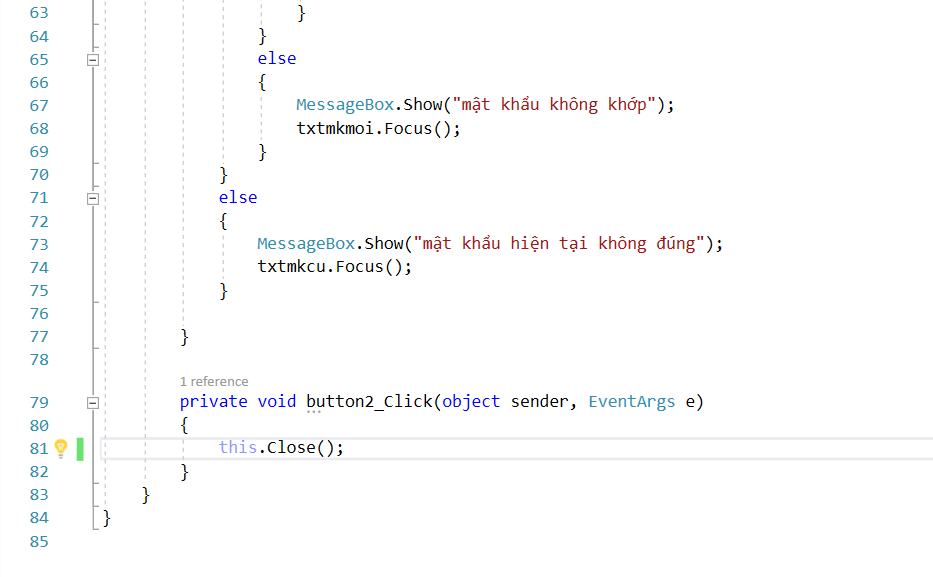 63 }
64 }
65 else
66 {
67 MessageBox.Show("mật khẩu không khớp");
68 txtmkmoi.Focus();
69 }
70 }
71 else
72 {
73 MessageBox.Show("mật khẩu hiện tại không đúng");
74 txtmkcu.Focus();
75 }
76
77 }
78
1 reference
79 private void button2_Click(object sender, EventArgs e)
80 {
81 this.Close();
82 }
83 }
84 }
85